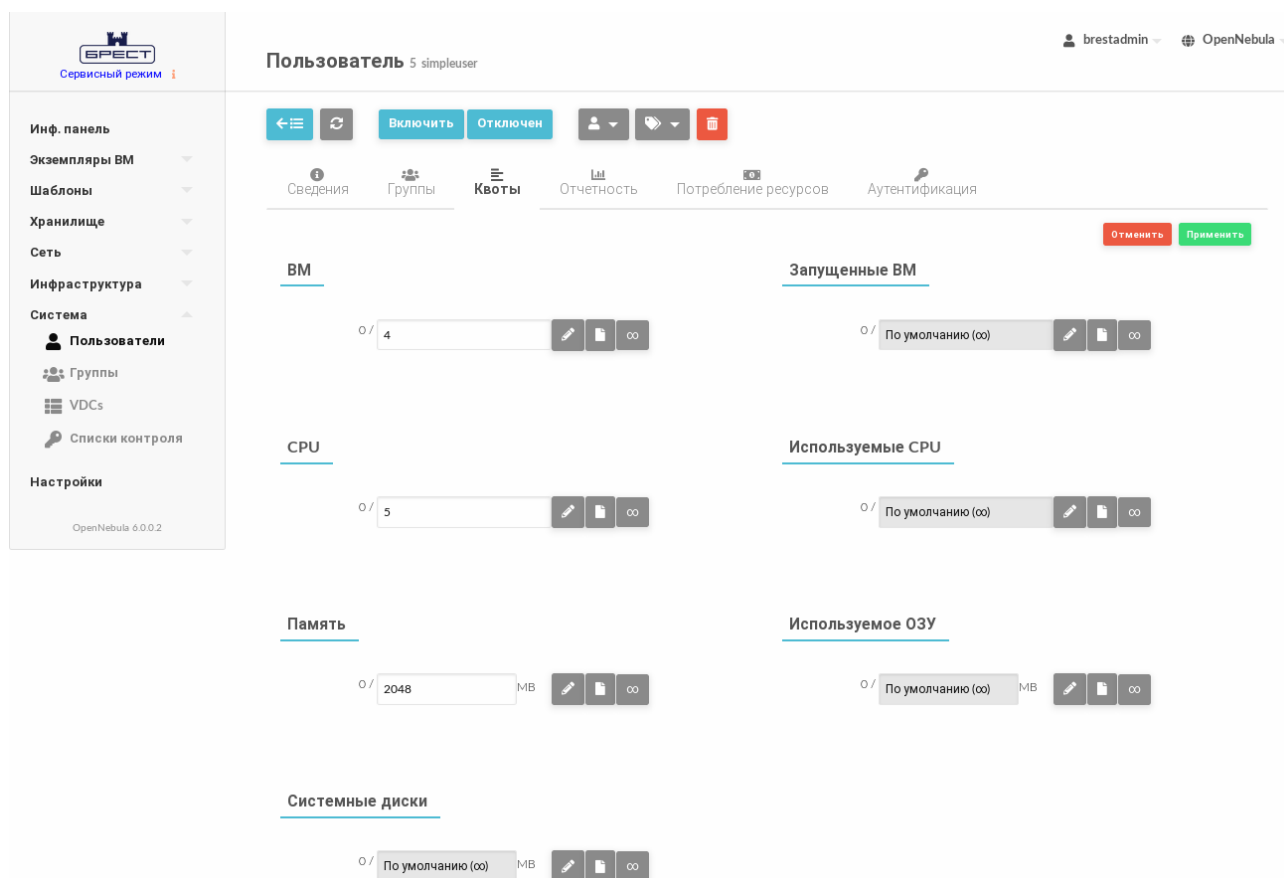 БРЕСТ
Сервисный режим
brestadmin
OpenNebula
Пользователь 5 simpleuser
Включить Отключен
Инф. панель
Экземпляры ВМ
Шаблоны
Хранилище
Сеть
Инфраструктура
Система
Пользователи
Группы
VDCs
Списки контроля
Настройки
OpenNebula 6.0.0.2
Сведения Группы Квоты Отчетность Потребление ресурсов Аутентификация
Отменить Применить
ВМ Запущенные ВМ
0 / 4 ∞ 0 / По умолчанию (∞) ∞
CPU Используемые CPU
0 / 5 ∞ 0 / По умолчанию (∞) ∞
Память Используемое ОЗУ
0 / 2048 MB ∞ 0 / По умолчанию (∞) MB ∞
Системные диски
0 / По умолчанию (∞) MB ∞